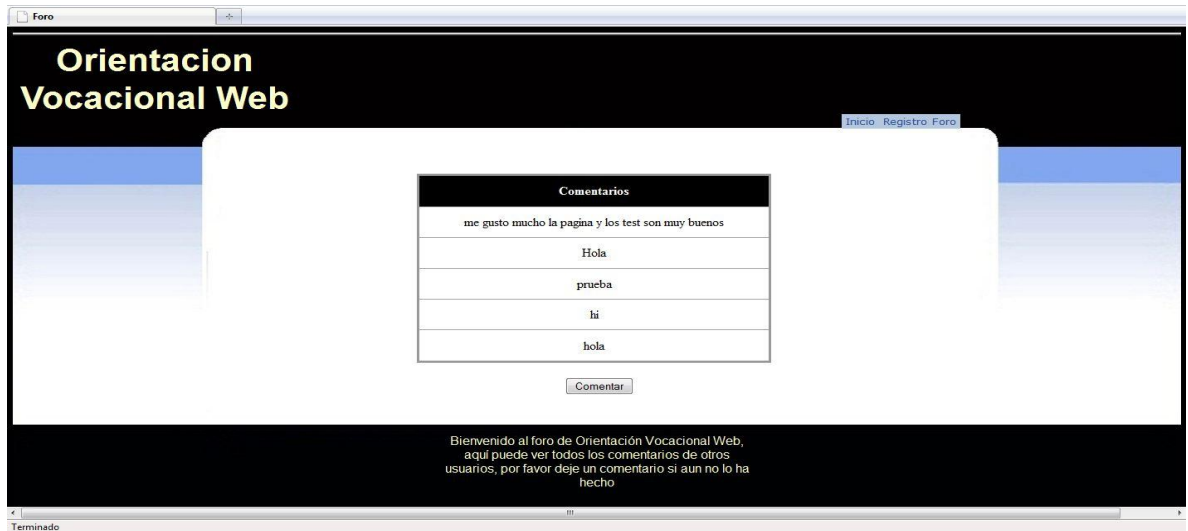 Foro
Orientacion
Vocacional Web
Inicio Registro Foro
Comentarios
me gusto mucho la pagina y los test son muy buenos
Hola
prueba
hi
hola
Comentar
Bienvenido al foro de Orientación Vocacional Web,
aquí puede ver todos los comentarios de otros
usuarios, por favor deje un comentario si aun no lo ha
hecho
Terminado